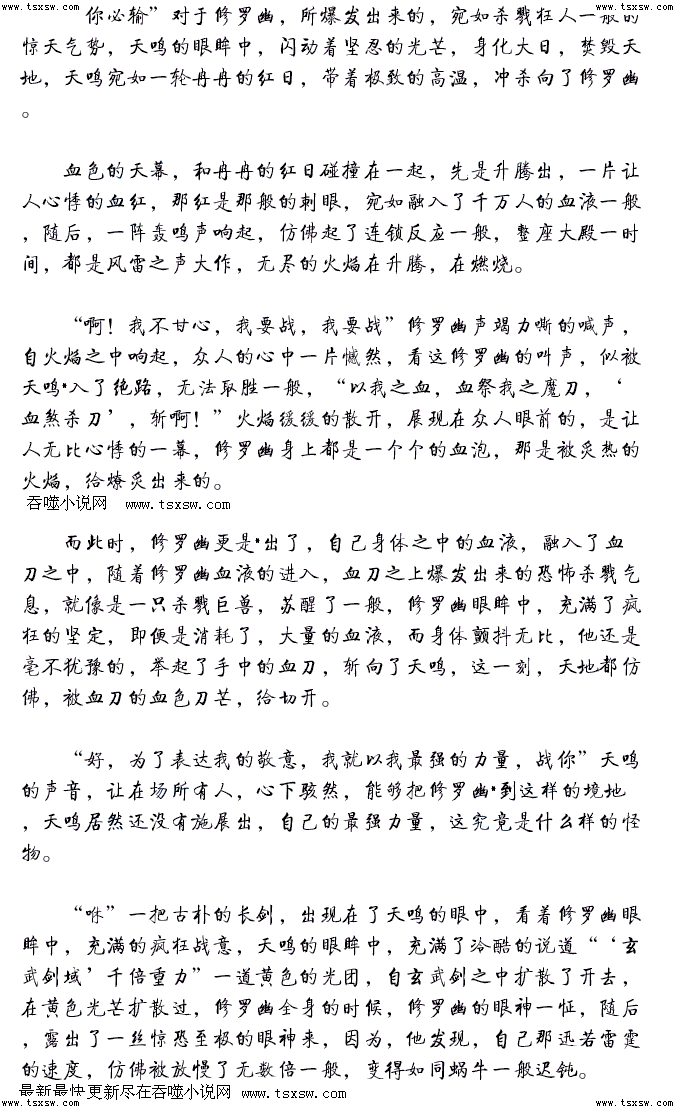 www.tsxsw.com www.tsxsw.com www.tsxsw.com www.tsxsw.com
你必输”对于修罗幽，所爆发出来的，宛如杀戮狂人一般的
惊天气势，天鸣的眼眸中，闪动着坚忍的光芒，身化大日，焚毁天
地，天鸣宛如一轮冉冉的红日，带着极致的高温，冲杀向了修罗幽
。
血色的天幕，和冉冉的红日碰撞在一起，先是升腾出，一片让
人心悸的血红，那红是那般的刺眼，宛如融入了千万人的血液一般
，随后，一阵轰鸣声响起，仿佛起了连锁反应一般，整座大殿一时
间，都是风雷之声大作，无尽的火焰在升腾，在燃烧。
“啊！我不甘心，我要战，我要战”修罗幽声竭力嘶的喊声，
自火焰之中响起，众人的心中一片憾然，看这修罗幽的叫声，似被
天鸣*入了绝路，无法取胜一般，“以我之血，血祭我之魔刀，‘
血煞杀刀’，斩啊！”火焰缓缓的散开，展现在众人眼前的，是让
人无比心悸的一幕，修罗幽身上都是一个个的血泡，那是被炙热的
火焰，给燎炙出来的。
吞噬小说网 www.tsxsw.com
而此时，修罗幽更是*出了，自己身体之中的血液，融入了血
刀之中，随着修罗幽血液的进入，血刀之上爆发出来的恐怖杀戮气
息，就像是一只杀戮巨兽，苏醒了一般，修罗幽眼眸中，充满了疯
狂的坚定，即便是消耗了，大量的血液，而身体颤抖无比，他还是
毫不犹豫的，举起了手中的血刀，斩向了天鸣，这一刻，天地都仿
佛，被血刀的血色刀芒，给切开。
“好，为了表达我的敬意，我就以我最强的力量，战你”天鸣
的声音，让在场所有人，心下骇然，能够把修罗幽*到这样的境地
，天鸣居然还没有施展出，自己的最强力量，这究竟是什么样的怪
物。
“咻”一把古朴的长剑，出现在了天鸣的眼中，看着修罗幽眼
眸中，充满的疯狂战意，天鸣的眼眸中，充满了冷酷的说道“‘玄
武剑域’千倍重力”一道黄色的光团，自玄武剑之中扩散了开去，
在黄色光芒扩散过，修罗幽全身的时候，修罗幽的眼神一怔，随后
，露出了一丝惊恐至极的眼神来，因为，他发现，自己那迅若雷霆
的速度，仿佛被放慢了无数倍一般，变得如同蜗牛一般迟钝。
最新最快更新尽在吞噬小说网 www.tsxsw.com
www.tsxsw.com www.tsxsw.com www.tsxsw.com www.tsxsw.com